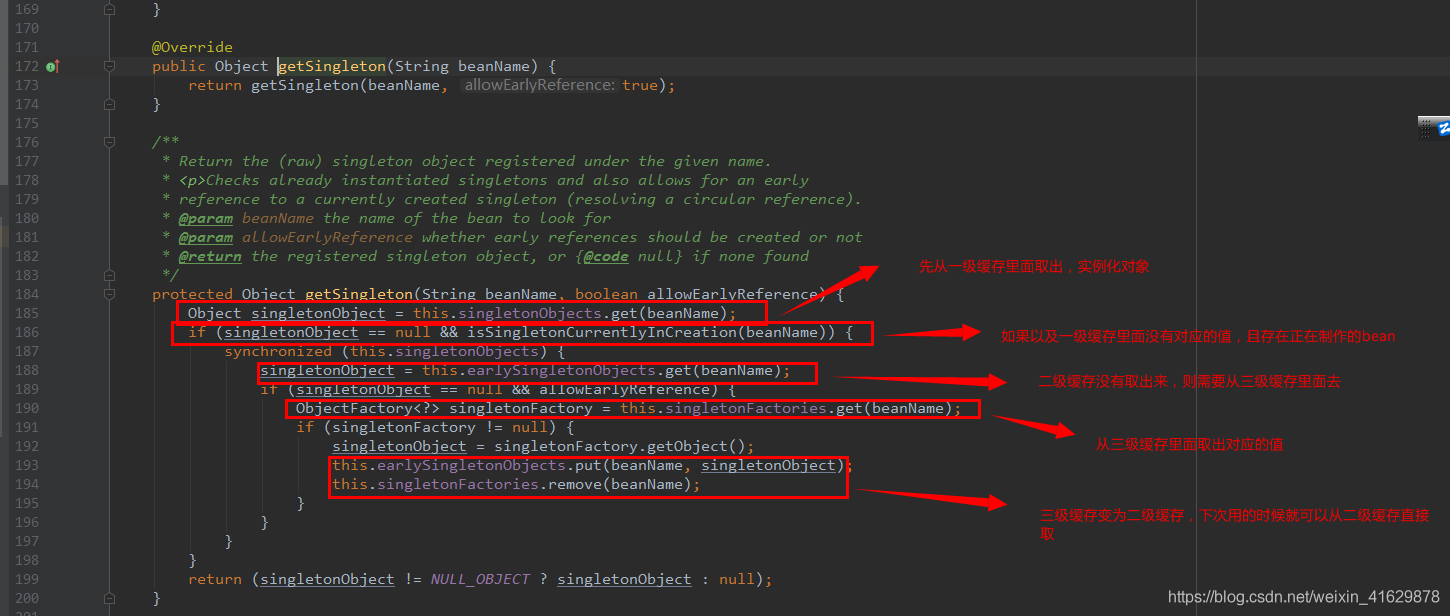 169 }
170
171 @Override
172 public Object getSingleton(String beanName) {
173 return getSingleton(beanName, allowEarlyReference: true);
174 }
175
176 /**
177 * Return the (raw) singleton object registered under the given name.
178 * <p>Checks already instantiated singletons and also allows for an early
179 * reference to a currently created singleton (resolving a circular reference).
180 * @param beanName the name of the bean to look for
181 * @param allowEarlyReference whether early references should be created or not
182 * @return the registered singleton object, or {@code null} if none found
183 */
先从一级缓存里面取出，实例化对象
184 protected Object getSingleton(String beanName, boolean allowEarlyReference) {
185 Object singletonObject = this.singletonObjects.get(beanName);
186 if (singletonObject == null && isSingletonCurrentlyInCreation(beanName)) {
如果以及一级缓存里面没有对应的值，且存在正在制作的bean
187 synchronized (this.singletonObjects) {
188 singletonObject = this.earlySingletonObjects.get(beanName);
二级缓存没有取出来，则需要从三级缓存里面去
189 if (singletonObject == null && allowEarlyReference) {
190 ObjectFactory<?> singletonFactory = this.singletonFactories.get(beanName);
191 if (singletonFactory != null) {
从三级缓存里面取出对应的值
192 singletonObject = singletonFactory.getObject();
193 this.earlySingletonObjects.put(beanName, singletonObject);
194 this.singletonFactories.remove(beanName);
195 }
三级缓存变为二级缓存，下次用的时候就可以从二级缓存直接
取
196 }
197 }
198 }
199 return (singletonObject != NULL_OBJECT ? singletonObject : null);
200 }
https://blog.csdn.net/weixin_41629878